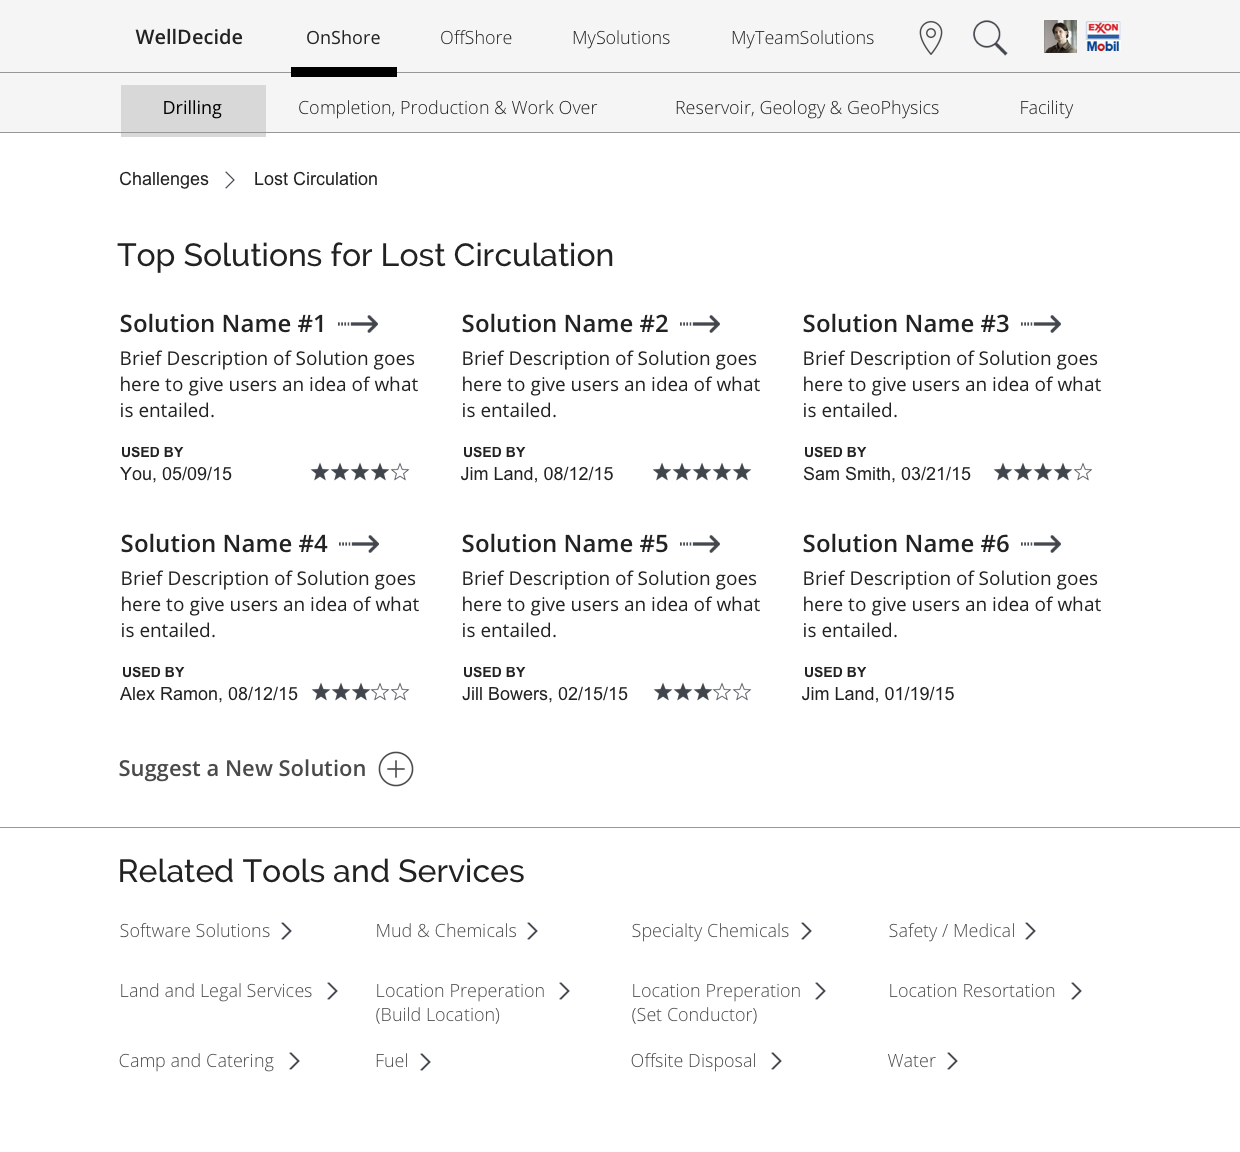 WellDecide OnShore OffShore MySolutions MyTeamSolutions EXXON
Mobil
Drilling Completion, Production & Work Over Reservoir, Geology & GeoPhysics Facility
Challenges Lost Circulation
Top Solutions for Lost Circulation
Solution Name #1
Brief Description of Solution goes
here to give users an idea of what
is entailed.
USED BY
You, 05/09/15
Solution Name #2
Brief Description of Solution goes
here to give users an idea of what
is entailed.
USED BY
Jim Land, 08/12/15
Solution Name #3
Brief Description of Solution goes
here to give users an idea of what
is entailed.
USED BY
Sam Smith, 03/21/15
Solution Name #4
Brief Description of Solution goes
here to give users an idea of what
is entailed.
USED BY
Alex Ramon, 08/12/15
Solution Name #5
Brief Description of Solution goes
here to give users an idea of what
is entailed.
USED BY
Jill Bowers, 02/15/15
Solution Name #6
Brief Description of Solution goes
here to give users an idea of what
is entailed.
USED BY
Jim Land, 01/19/15
Suggest a New Solution
Related Tools and Services
Software Solutions Mud & Chemicals Specialty Chemicals Safety / Medical
Land and Legal Services
Location Preperation
(Build Location)
Location Preperation
(Set Conductor)
Location Resortation
Camp and Catering Fuel Offsite Disposal Water